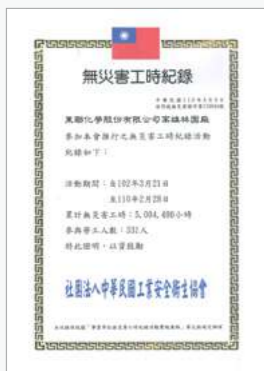 無災害工時紀錄
東聯化學股份有限公司高雄林園廠
參加本會推行之無災害工時紀錄活動
紀錄如下：
活動期間：自102年3月21日
至110年2月28日
累計無災害工時：5,004,486小時
參與勞工人數：331人
特此證明，以資鼓勵
社團法人中華民國工業安全衛生協會